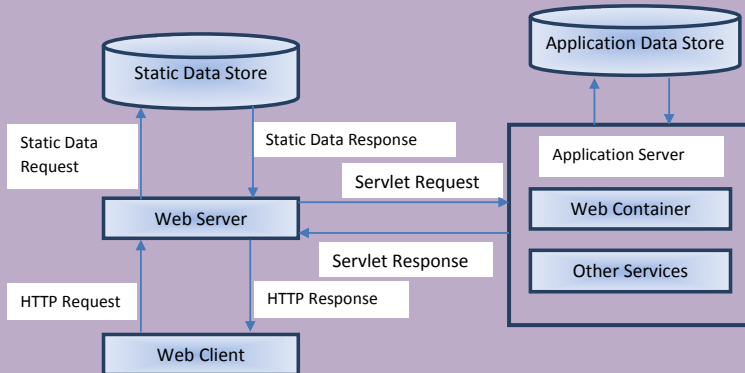 Application Data Store
Static Data Store
Static Data
Request
Static Data Response
Application Server
Servlet Request
Web Server
Web Container
Servlet Response
Other Services
HTTP Request
HTTP Response
Web Client